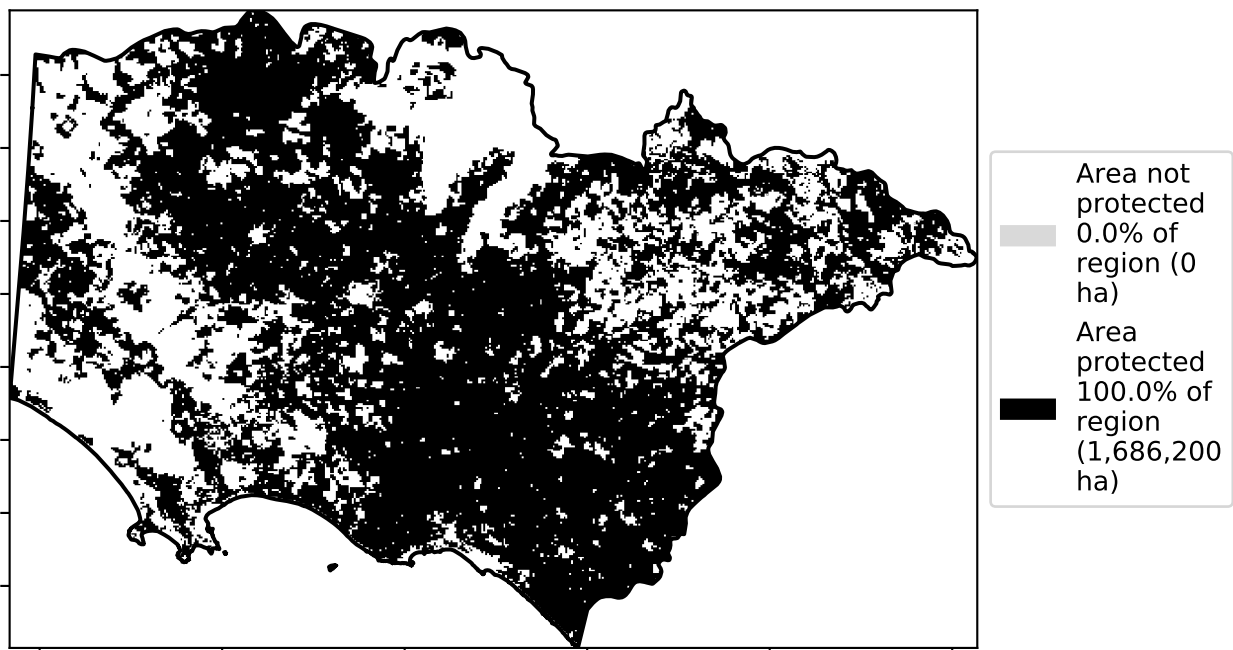 Area not
protected
0.0% of
region (0
ha)
Area
protected
100.0% of
region
(1,686,200
ha)